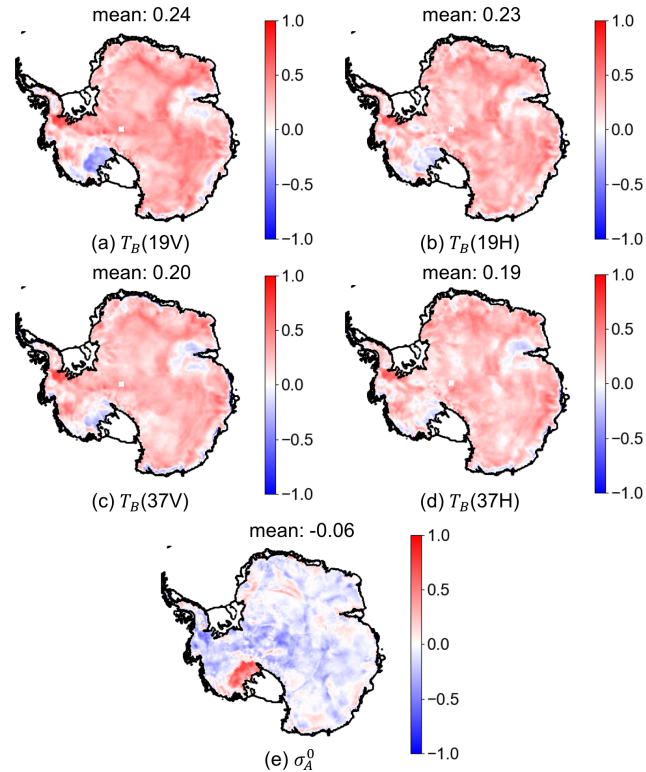 mean: 0.24
1.0
0.5
0.0
−0.5
−1.0
(a) T_B(19V)
mean: 0.23
1.0
0.5
0.0
−0.5
−1.0
(b) T_B(19H)
mean: 0.20
1.0
0.5
0.0
−0.5
−1.0
(c) T_B(37V)
mean: 0.19
1.0
0.5
0.0
−0.5
−1.0
(d) T_B(37H)
mean: -0.06
1.0
0.5
0.0
−0.5
−1.0
(e) σ_A^0